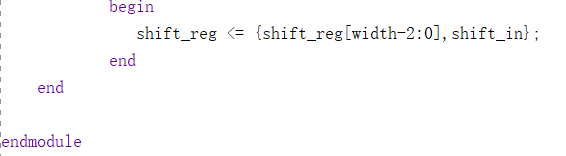 begin
shift_reg <= {shift_reg[width-2:0],shift_in};
end
end
endmodule